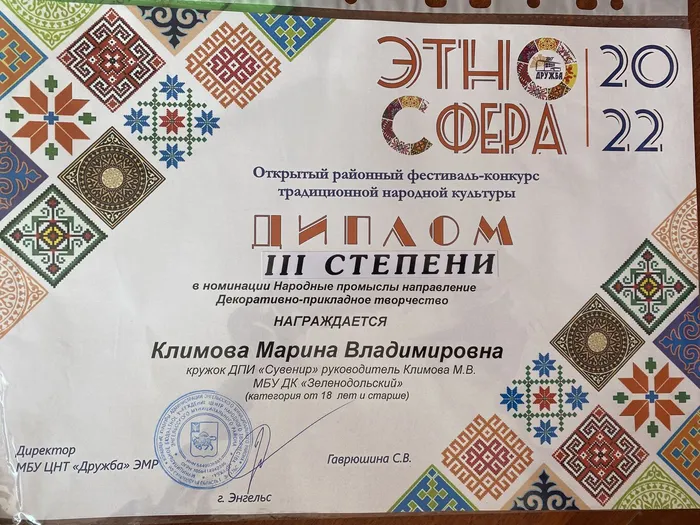 ЭТНО
СФЕРА
20
22
ДРУЖБА
Открытый районный фестиваль-конкурс
традиционной народной культуры
ДИПЛОМ
III СТЕПЕНИ
в номинации Народные промыслы направление
Декоративно-прикладное творчество
НАГРАЖДАЕТСЯ
Климова Марина Владимировна
кружок ДПИ «Сувенир» руководитель Климова М.В.
МБУ ДК «Зеленодольский»
(категория от 18 лет и старше)
Директор
МБУ ЦНТ «Дружба» ЭМР
Гаврюшина С.В.
г. Энгельс